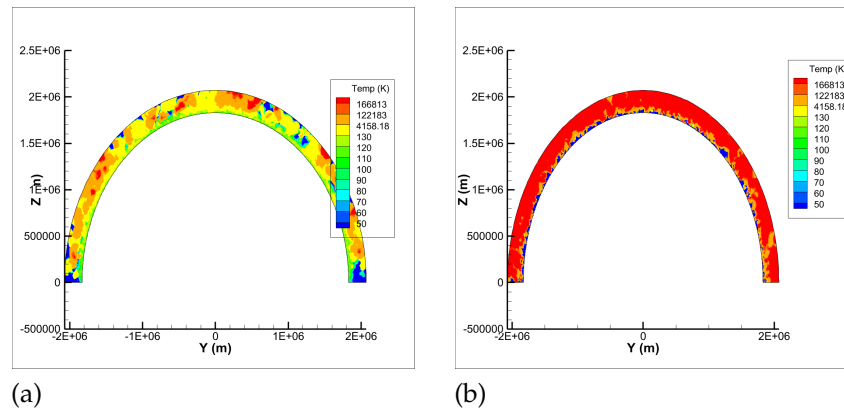 2.5E+06
2E+06
1.5E+06
1E+06
500000
0
-500000
Z (m)
-2E+06 -1E+06 0 1E+06 2E+06
Y (m)
Temp (K)
166813
122183
4158.18
130
120
110
100
90
80
70
60
50
(a)
2.5E+06
2E+06
1.5E+06
1E+06
500000
0
-500000
Z (m)
-2E+06 0 2E+06
Y (m)
Temp (K
166813
122183
4158.18
130
120
110
100
90
80
70
60
50
(b)